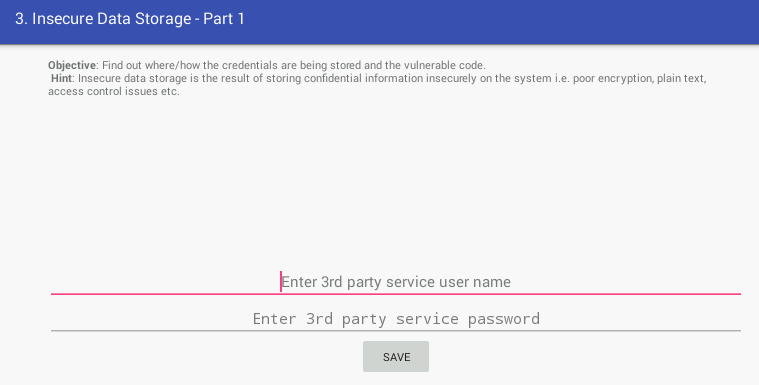 3. Insecure Data Storage - Part 1
Objective: Find out where/how the credentials are being stored and the vulnerable code.
Hint: Insecure data storage is the result of storing confidential information insecurely on the system i.e. poor encryption, plain text,
access control issues etc.
Enter 3rd party service user name
Enter 3rd party service password
SAVE